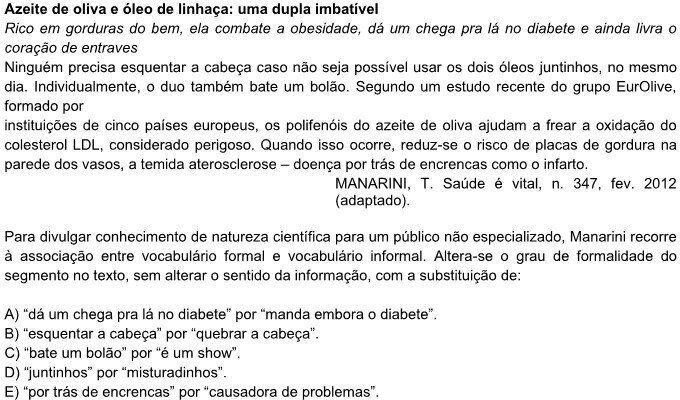 Azeite de oliva e óleo de linhaça: uma dupla imbatível
Rico em gorduras do bem, ela combate a obesidade, dá um chega pra lá no diabete e ainda livra o
coração de entraves
Ninguém precisa esquentar a cabeça caso não seja possível usar os dois óleos juntinhos, no mesmo
dia. Individualmente, o duo também bate um bolão. Segundo um estudo recente do grupo EurOlive,
formado por
instituições de cinco países europeus, os polifenóis do azeite de oliva ajudam a frear a oxidação do
colesterol LDL, considerado perigoso. Quando isso ocorre, reduz-se o risco de placas de gordura na
parede dos vasos, a temida aterosclerose – doença por trás de encrencas como o infarto.
MANARINI, T. Saúde é vital, n. 347, fev. 2012
(adaptado).
Para divulgar conhecimento de natureza científica para um público não especializado, Manarini recorre
à associação entre vocabulário formal e vocabulário informal. Altera-se o grau de formalidade do
segmento no texto, sem alterar o sentido da informação, com a substituição de:
A) “dá um chega pra lá no diabete” por “manda embora o diabete”.
B) “esquentar a cabeça” por “quebrar a cabeça”.
C) “bate um bolão” por “é um show”.
D) “juntinhos” por “misturadinhos”.
E) “por trás de encrencas” por “causadora de problemas”.